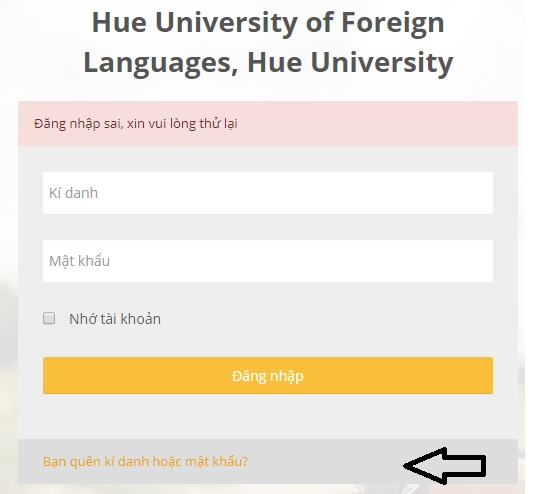 Hue University of Foreign
Languages, Hue University
Đăng nhập sai, xin vui lòng thử lại
Kí danh
Mật khẩu
Nhớ tài khoản
Đăng nhập
Bạn quên kí danh hoặc mật khẩu?